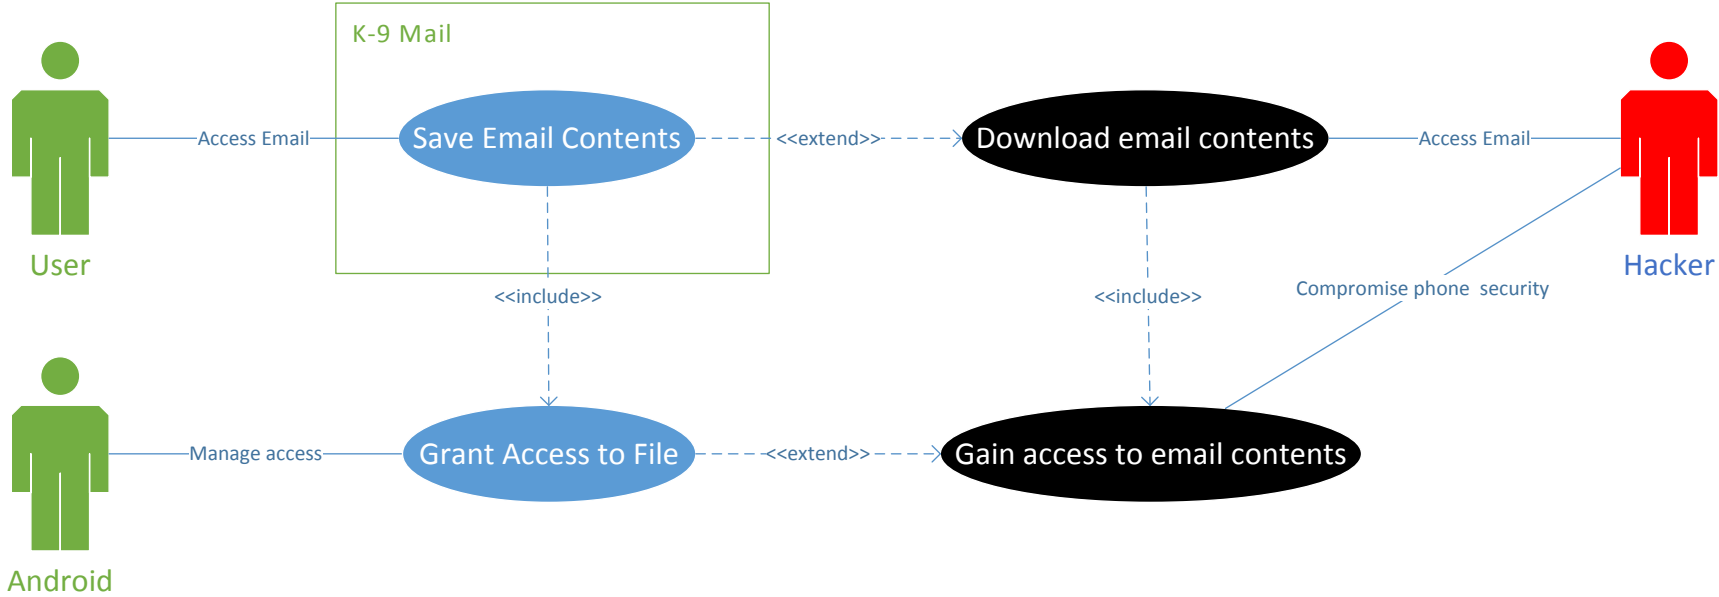 K-9 Mail
Access Email
Save Email Contents
<<extend>>
Download email contents
Access Email
User
Hacker
<<include>>
<<include>>
Compromise phone  security
Manage access
Grant Access to File
<<extend>>
Gain access to email contents
Android